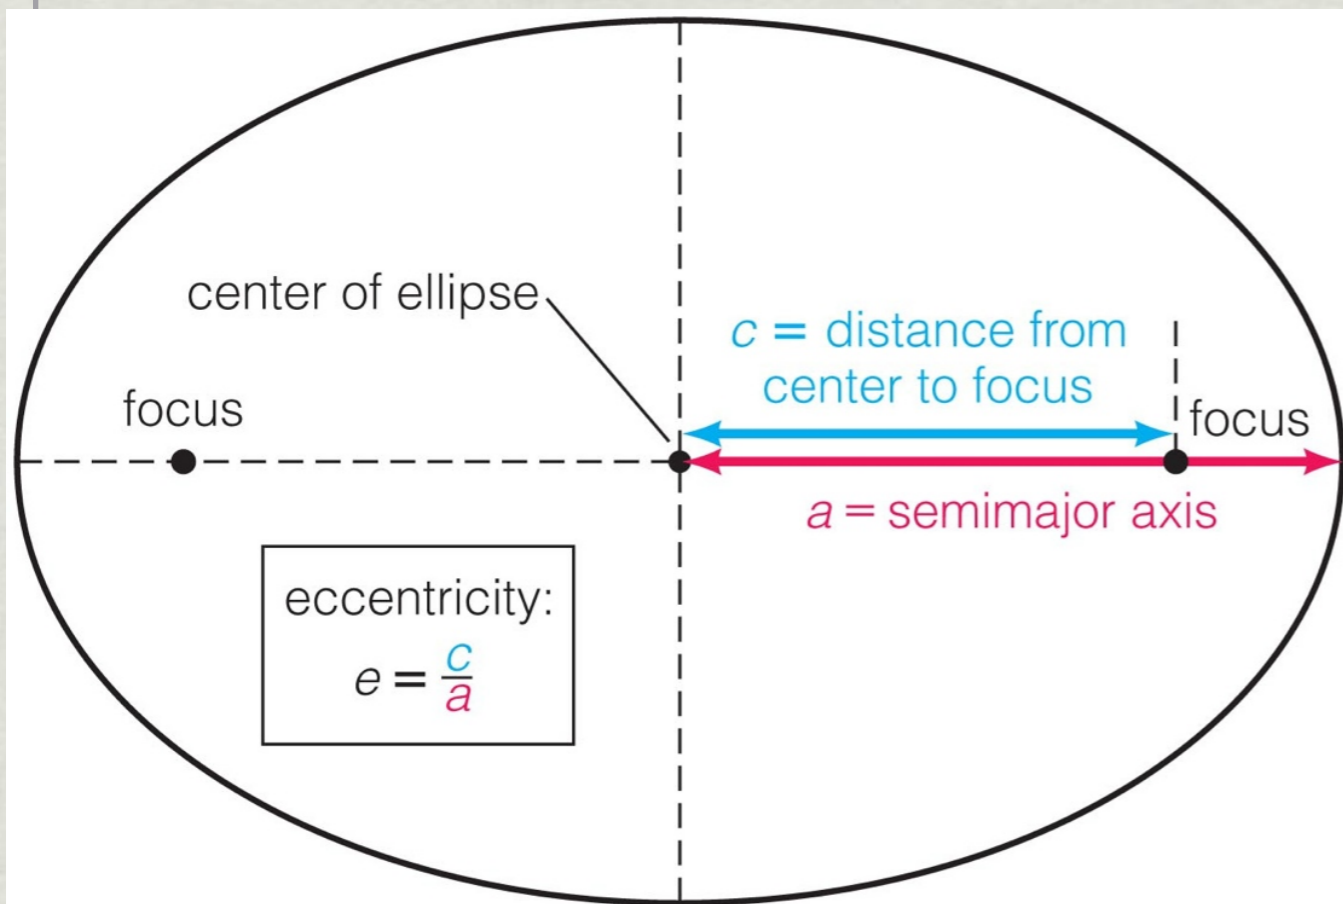 center of ellipse
c = distance from
center to focus
focus
focus
a = semimajor axis
eccentricity:
e = c/a